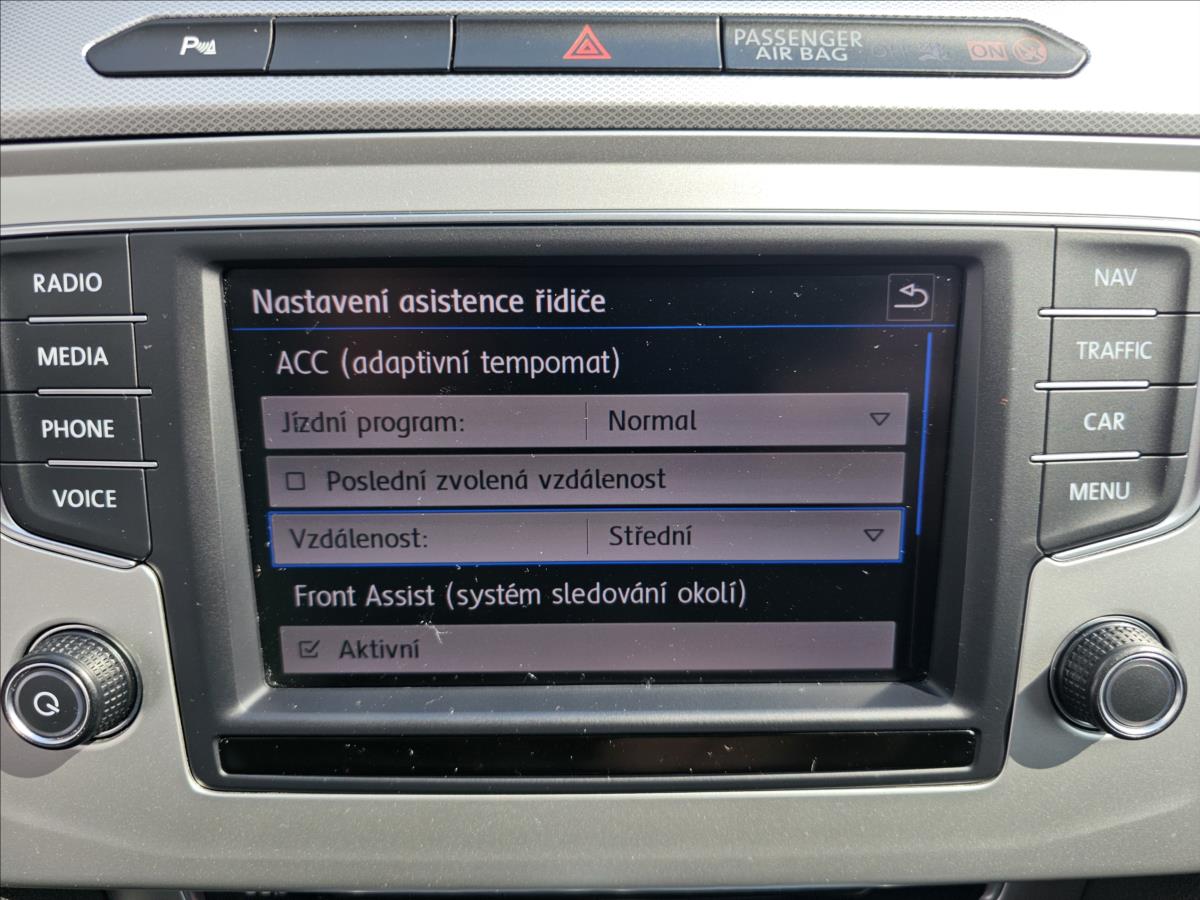 P
PASSENGER
AIR BAG
ON
RADIO
MEDIA
PHONE
VOICE
Nastavení asistence řidiče
ACC (adaptivní tempomat)
Jízdní program: Normal
Poslední zvolená vzdálenost
Vzdálenost: Střední
Front Assist (systém sledování okolí)
Aktivní
NAV
TRAFFIC
CAR
MENU